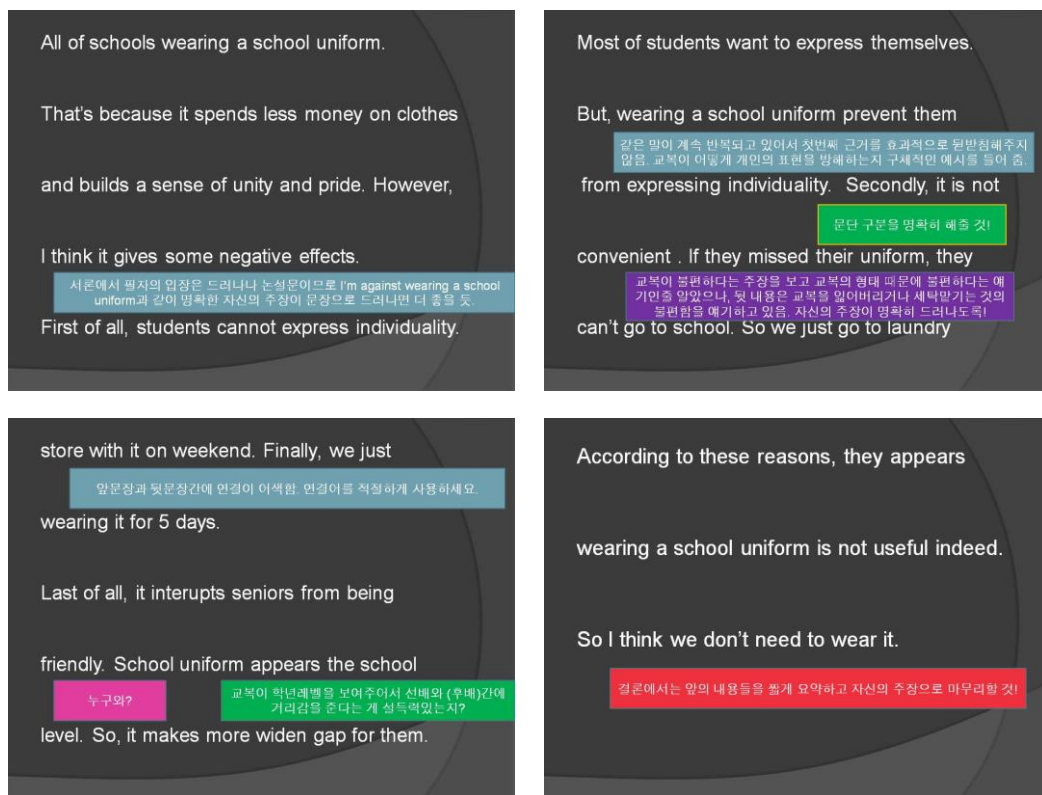 All of schools wearing a school uniform.
That's because it spends less money on clothes
and builds a sense of unity and pride. However,
I think it gives some negative effects.
서론에서 필자의 입장은 드러나나 논설문이므로 I'm against wearing a school
uniform과 같이 명확한 자신의 주장이 문장으로 드러나면 더 좋을 듯.
First of all, students cannot express individuality.
Most of students want to express themselves.
But, wearing a school uniform prevent them
같은 말이 계속 반복되고 있어서 첫번째 근거를 효과적으로 뒷받침해주지
않음. 교복이 어떻게 개인의 표현을 방해하는지 구체적인 예시를 들어 줌.
from expressing individuality. Secondly, it is not
문단 구분을 명확히 해줄 것!
convenient . If they missed their uniform, they
교복이 불편하다는 주장을 보고 교복의 형태 때문에 불편하다는 얘
기인줄 알았으나, 뒷 내용은 교복을 잃어버리거나 세탁맡기는 것의
불편함을 얘기하고 있음. 자신의 주장이 명확히 드러나도록!
can't go to school. So we just go to laundry
store with it on weekend. Finally, we just
앞문장과 뒷문장간에 연결이 어색함. 연결어를 적절하게 사용하세요.
wearing it for 5 days.
Last of all, it interupts seniors from being
friendly. School uniform appears the school
누구와?
교복이 학년레벨을 보여주어서 선배와 (후배)간에
거리감을 준다는 게 설득력있는지?
level. So, it makes more widen gap for them.
According to these reasons, they appears
wearing a school uniform is not useful indeed.
So I think we don't need to wear it.
결론에서는 앞의 내용들을 짧게 요약하고 자신의 주장으로 마무리할 것!